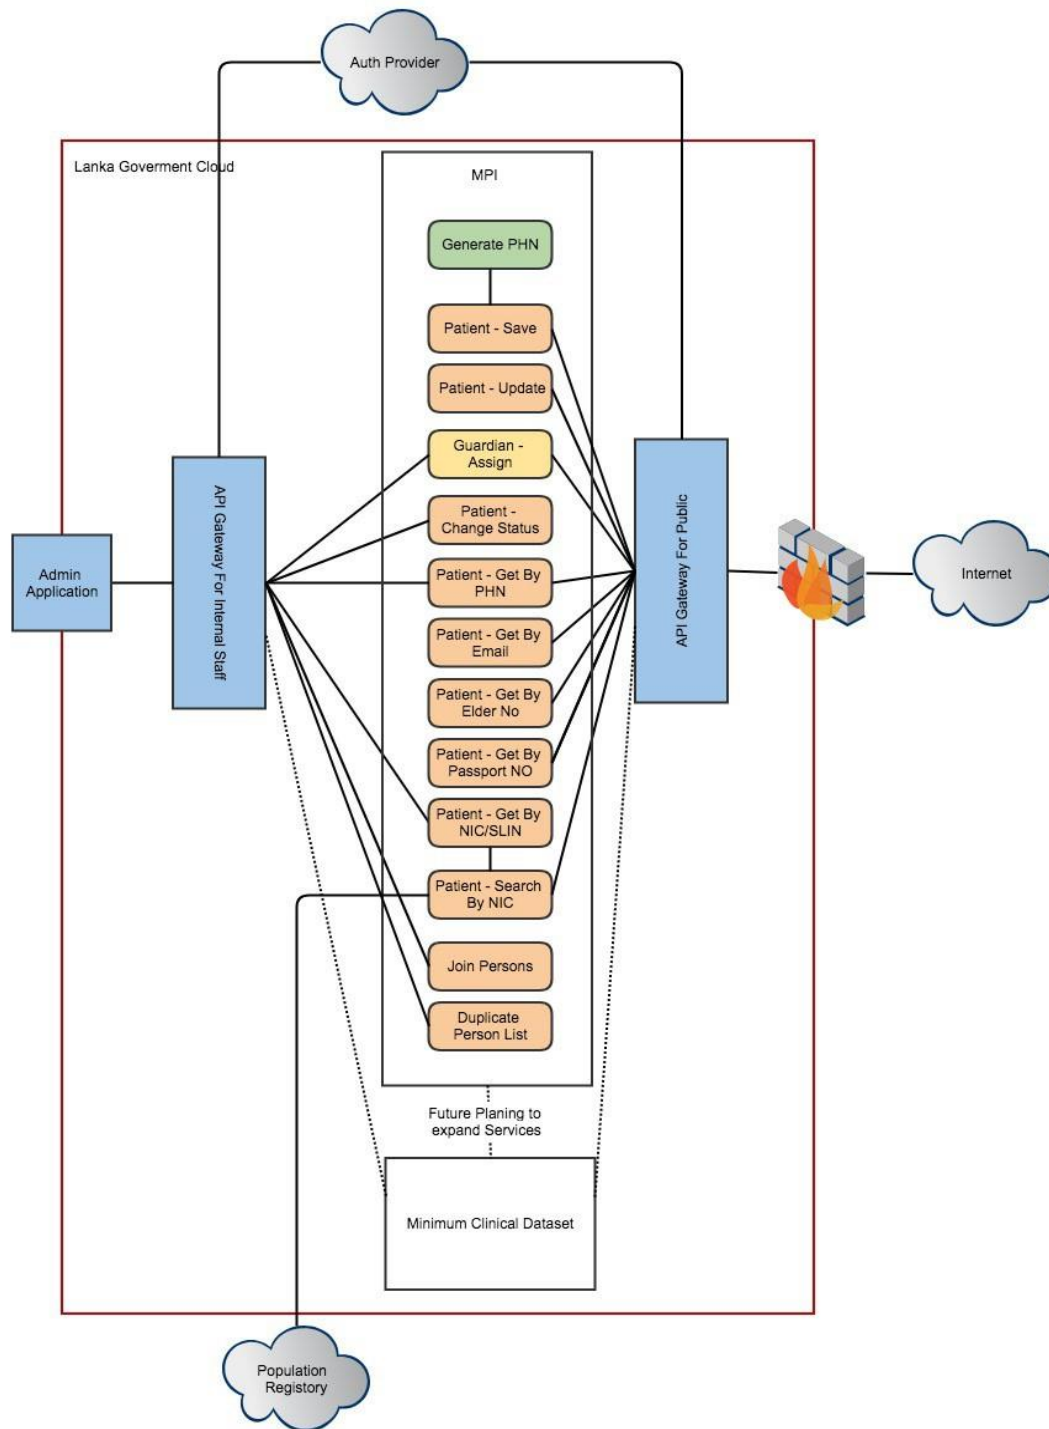 Auth Provider
Lanka Goverment Cloud
MPI
Generate PHN
Patient - Save
Patient - Update
Guardian -
Assign
Patient -
Change Status
Patient - Get By
PHN
Patient - Get By
Email
Patient - Get By
Elder No
Patient - Get By
Passport NO
Patient - Get By
NIC/SLIN
Patient - Search
By NIC
Join Persons
Duplicate
Person List
API Gateway For Internal
Staff
Admin
Application
API Gateway For Public
Internet
Future Planing to
expand Services
Minimum Clinical Dataset
Population
Registory